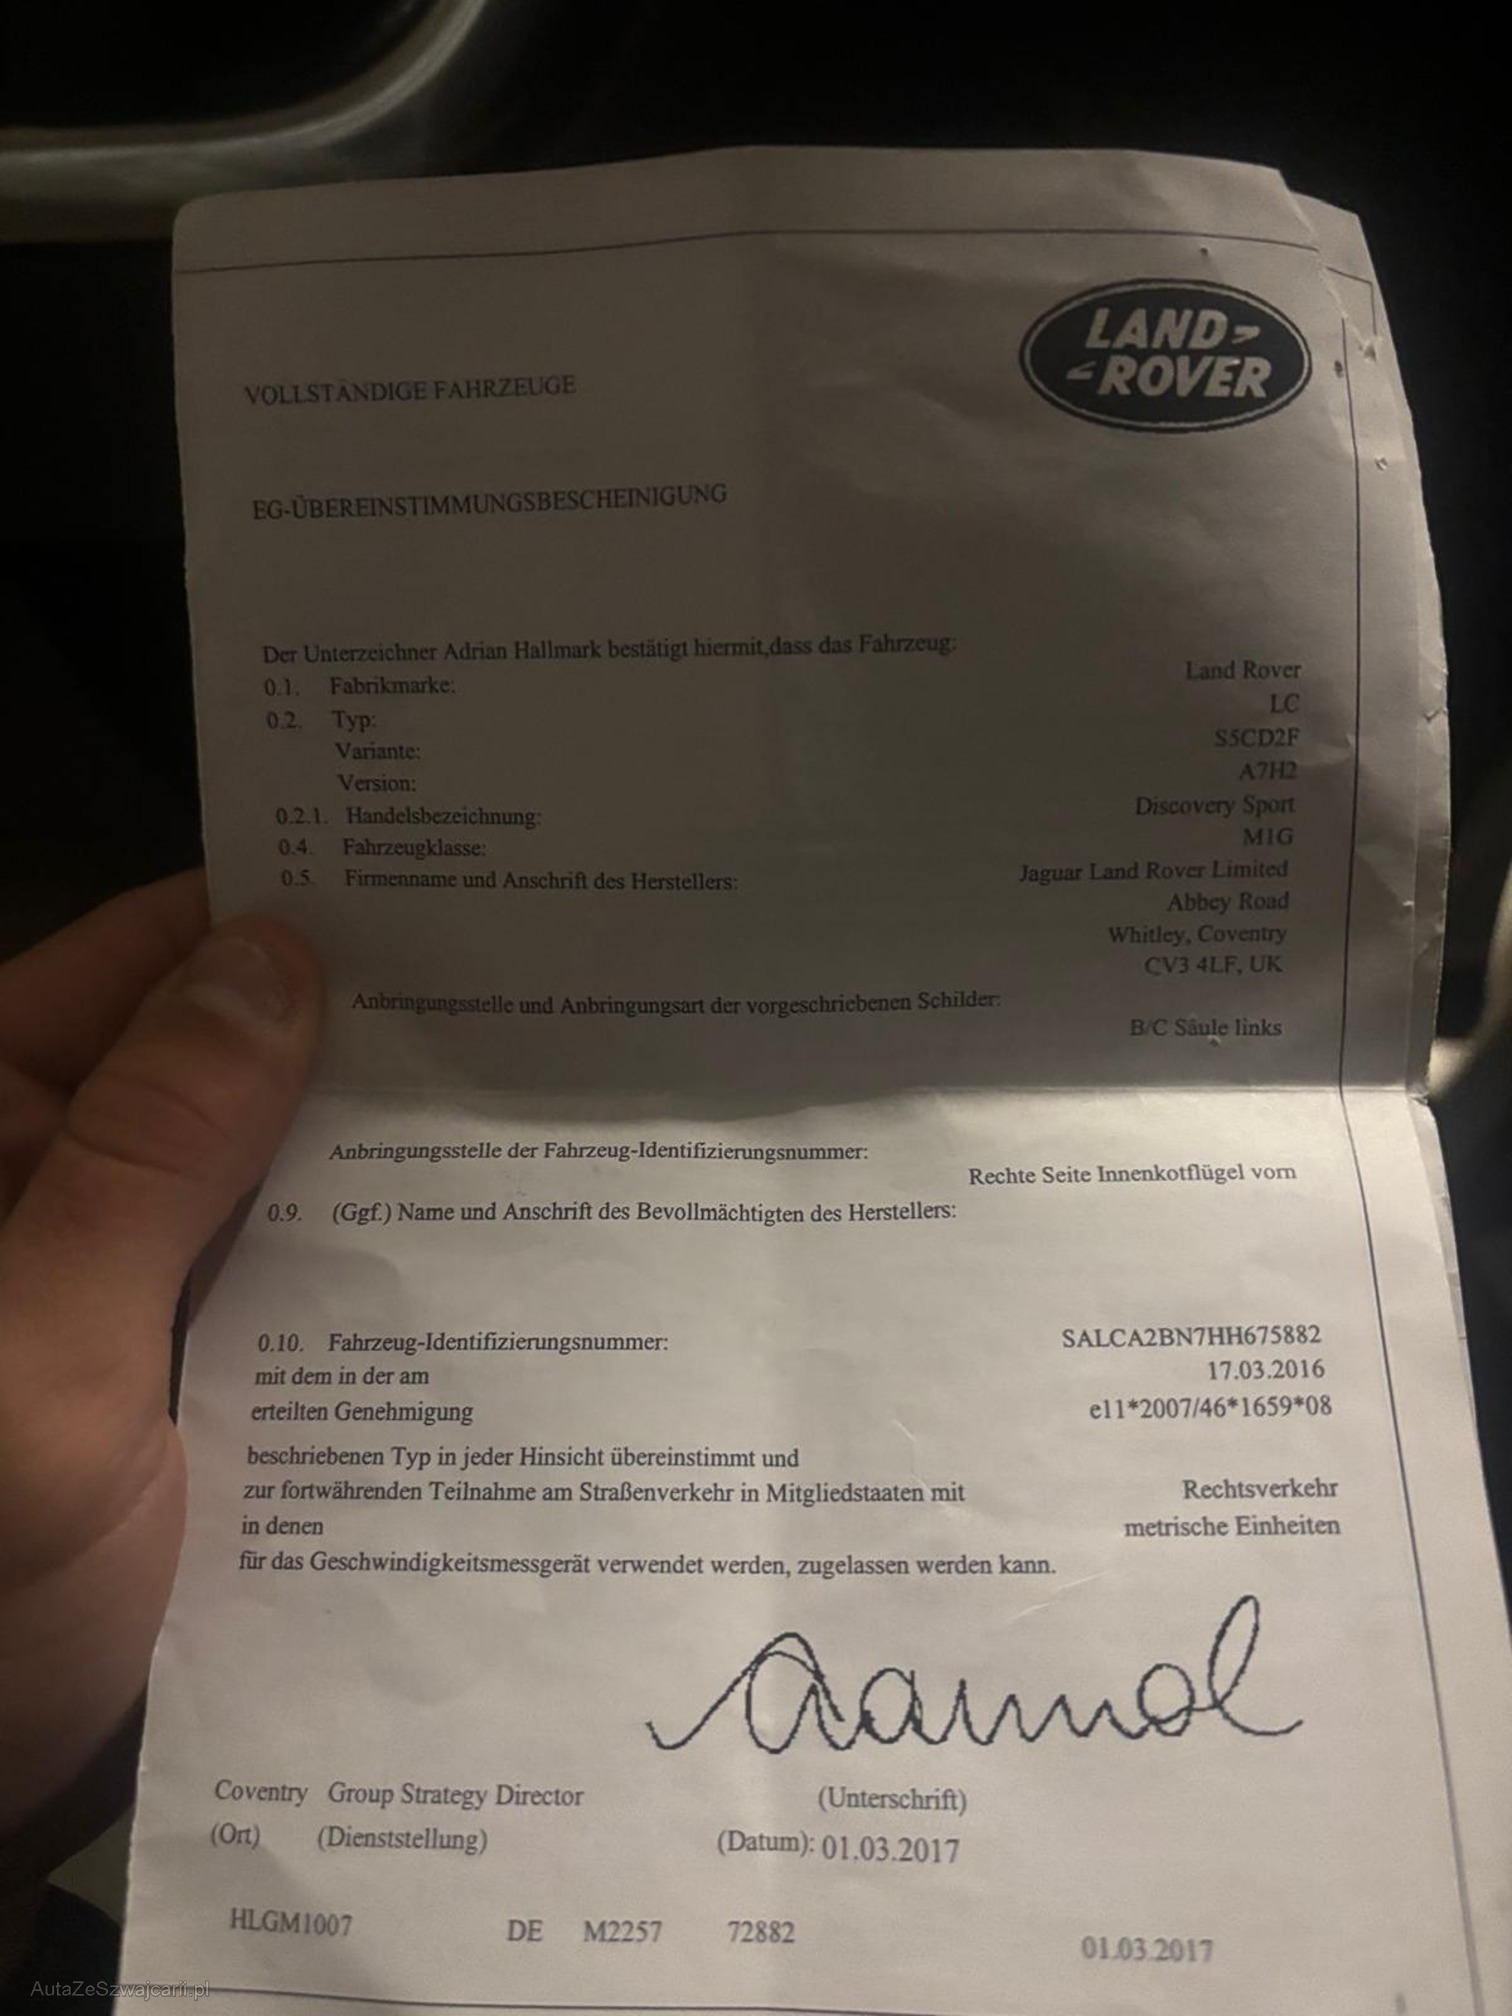 LAND
ROVER
VOLLSTÄNDIGE FAHRZEUGE
EG-ÜBEREINSTIMMUNGSBESCHEINIGUNG
Der Unterzeichner Adrian Hallmark bestätigt hiermit,dass das Fahrzeug:
0.1. Fabrikmarke: Land Rover
0.2. Typ: LC
Variante: S5CD2F
Version: A7H2
0.2.1. Handelsbezeichnung: Discovery Sport
0.4. Fahrzeugklasse: M1G
0.5. Firmenname und Anschrift des Herstellers: Jaguar Land Rover Limited
Abbey Road
Whitley, Coventry
CV3 4LF, UK
Anbringungsstelle und Anbringungsart der vorgeschriebenen Schilder:
B/C Säule links
Anbringungsstelle der Fahrzeug-Identifizierungsnummer:
Rechte Seite Innenkotflügel vorn
0.9. (Ggf.) Name und Anschrift des Bevollmächtigten des Herstellers:
0.10. Fahrzeug-Identifizierungsnummer: SALCA2BN7HH675882
mit dem in der am 17.03.2016
erteilten Genehmigung e11*2007/46*1659*08
beschriebenen Typ in jeder Hinsicht übereinstimmt und
zur fortwährenden Teilnahme am Straßenverkehr in Mitgliedstaaten mit Rechtsverkehr
in denen metrische Einheiten
für das Geschwindigkeitsmessgerät verwendet werden, zugelassen werden kann.
Coventry Group Strategy Director (Unterschrift)
(Ort) (Dienststellung) (Datum): 01.03.2017
HLGM1007 DE M2257 72882 01.03.2017
AutaZeSzwajcarii.pl